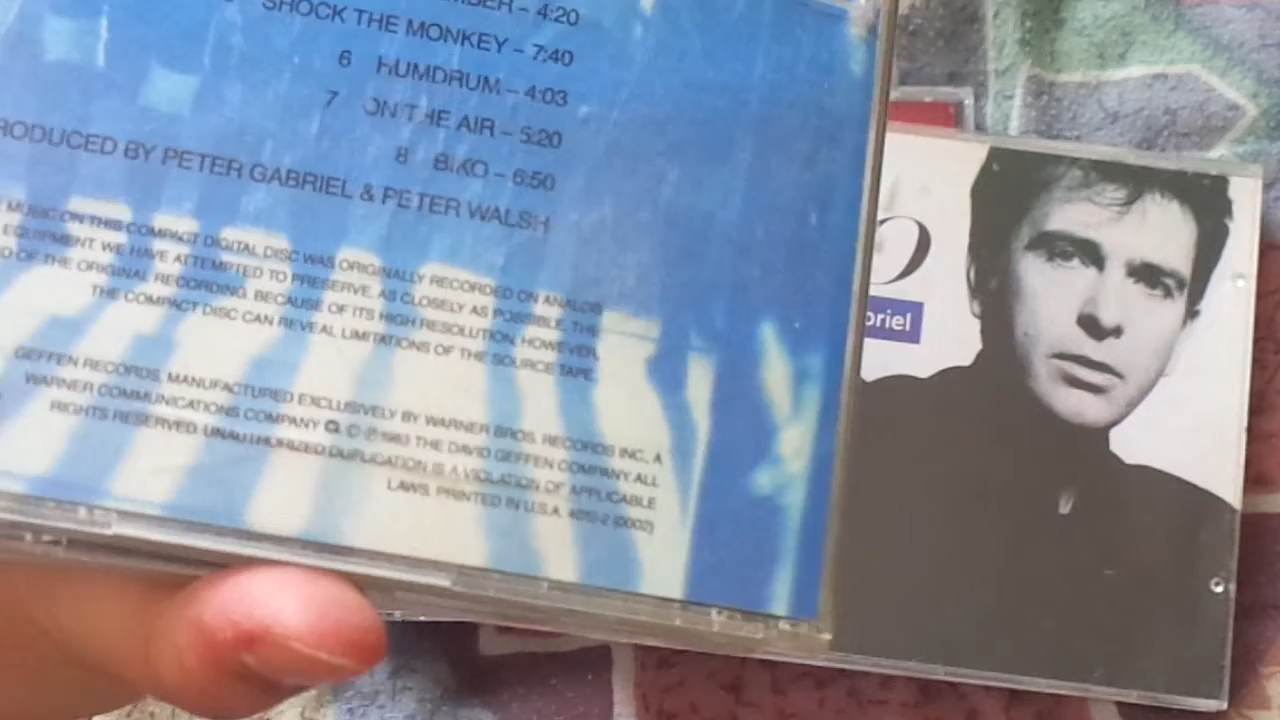 MBER – 4:20
SHOCK THE MONKEY – 7:40
6 HUMDRUM – 4:03
7 ON THE AIR – 5:20
8 BIKO – 6:50
RODUCED BY PETER GABRIEL & PETER WALSH
MUSIC ON THIS COMPACT DIGITAL DISC WAS ORIGINALLY RECORDED ON ANALOG
EQUIPMENT. WE HAVE ATTEMPTED TO PRESERVE, AS CLOSELY AS POSSIBLE, THE
D OF THE ORIGINAL RECORDING. BECAUSE OF ITS HIGH RESOLUTION, HOWEVER,
THE COMPACT DISC CAN REVEAL LIMITATIONS OF THE SOURCE TAPE.
GEFFEN RECORDS, MANUFACTURED EXCLUSIVELY BY WARNER BROS. RECORDS INC., A
WARNER COMMUNICATIONS COMPANY © ℗ 1983 THE DAVID GEFFEN COMPANY. ALL
RIGHTS RESERVED. UNAUTHORIZED DUPLICATION IS A VIOLATION OF APPLICABLE
LAWS. PRINTED IN U.S.A.
o
briel